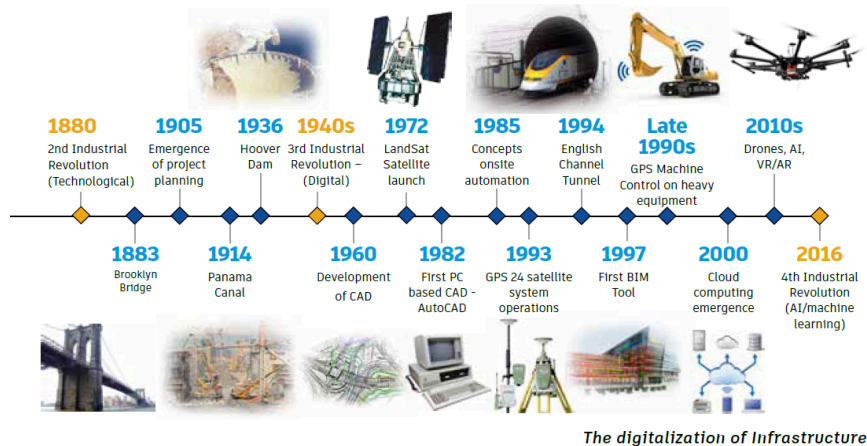 1880
2nd Industrial
Revolution
(Technological)
1905
Emergence
of project
planning
1936
Hoover
Dam
1940s
3rd Industrial
Revolution –
(Digital)
1972
LandSat
Satellite
launch
1985
Concepts
onsite
automation
1994
English
Channel
Tunnel
Late
1990s
GPS Machine
Control on heavy
equipment
2010s
Drones, AI,
VR/AR
1883
Brooklyn
Bridge
1914
Panama
Canal
1960
Development
of CAD
1982
First PC
based CAD -
AutoCAD
1993
GPS 24 satellite
system
operations
1997
First BIM
Tool
2000
Cloud
computing
emergence
2016
4th Industrial
Revolution
(AI/machine
learning)
The digitalization of Infrastructure